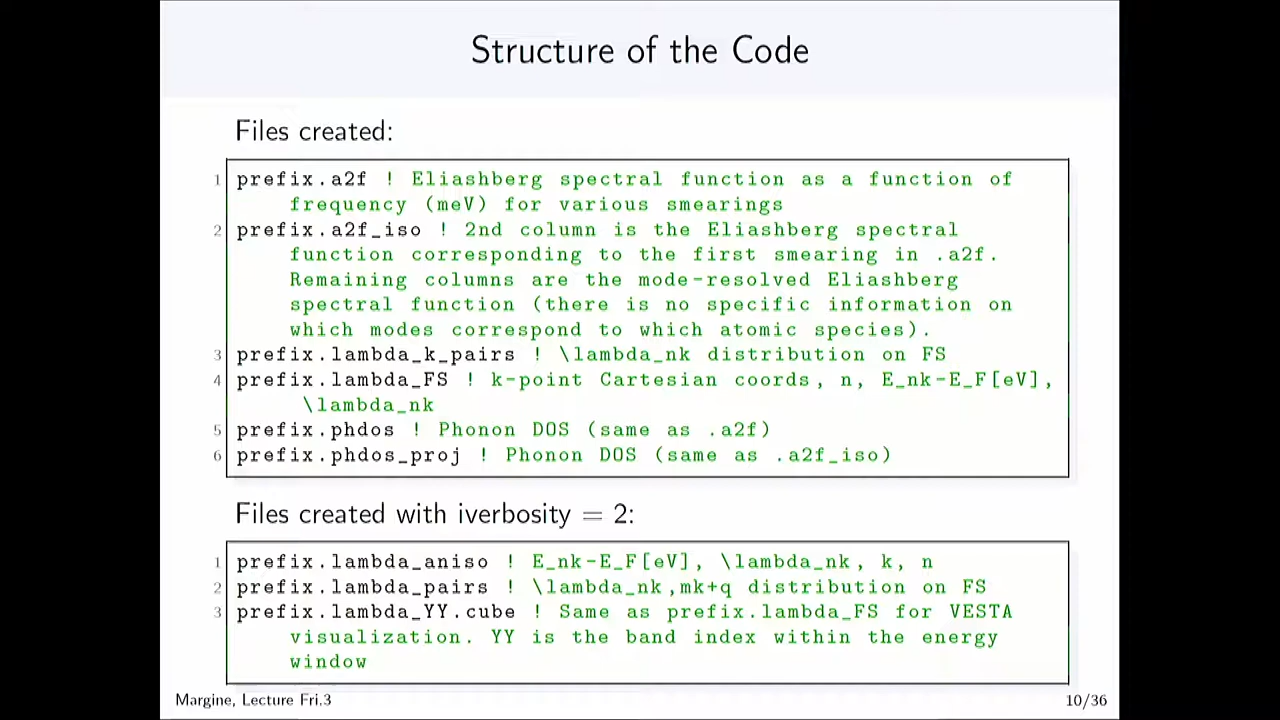 Structure of the Code
Files created:
1 prefix.a2f ! Eliashberg spectral function as a function of
frequency (meV) for various smearings
2 prefix.a2f_iso ! 2nd column is the Eliashberg spectral
function corresponding to the first smearing in .a2f.
Remaining columns are the mode-resolved Eliashberg
spectral function (there is no specific information on
which modes correspond to which atomic species).
3 prefix.lambda_k_pairs ! \lambda_nk distribution on FS
4 prefix.lambda_FS ! k-point Cartesian coords, n, E_nk-E_F[eV],
\lambda_nk
5 prefix.phdos ! Phonon DOS (same as .a2f)
6 prefix.phdos_proj ! Phonon DOS (same as .a2f_iso)
Files created with iverbosity = 2:
1 prefix.lambda_aniso ! E_nk-E_F[eV], \lambda_nk, k, n
2 prefix.lambda_pairs ! \lambda_nk,mk+q distribution on FS
3 prefix.lambda_YY.cube ! Same as prefix.lambda_FS for VESTA
visualization. YY is the band index within the energy
window
Margine, Lecture Fri.3
10/36